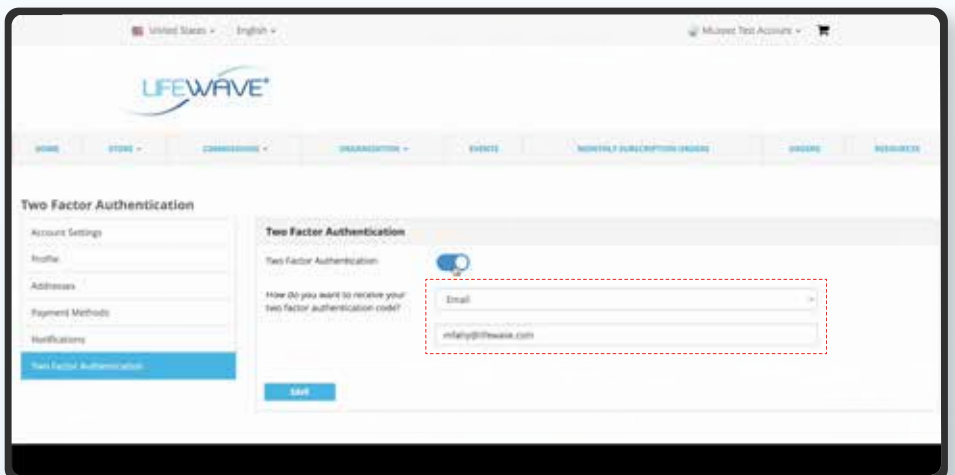 United States English Test Account
LIFEWAVE®
HOME STORE COMMISSIONS ORGANIZATION EVENTS MONTHLY SUBSCRIPTION ORDERS ORDERS RESOURCES
Two Factor Authentication
Account Settings
Profile
Addresses
Payment Methods
Notifications
Two Factor Authentication
Two Factor Authentication
Two Factor Authentication
How do you want to receive your
two factor authentication code?
Email
SAVE